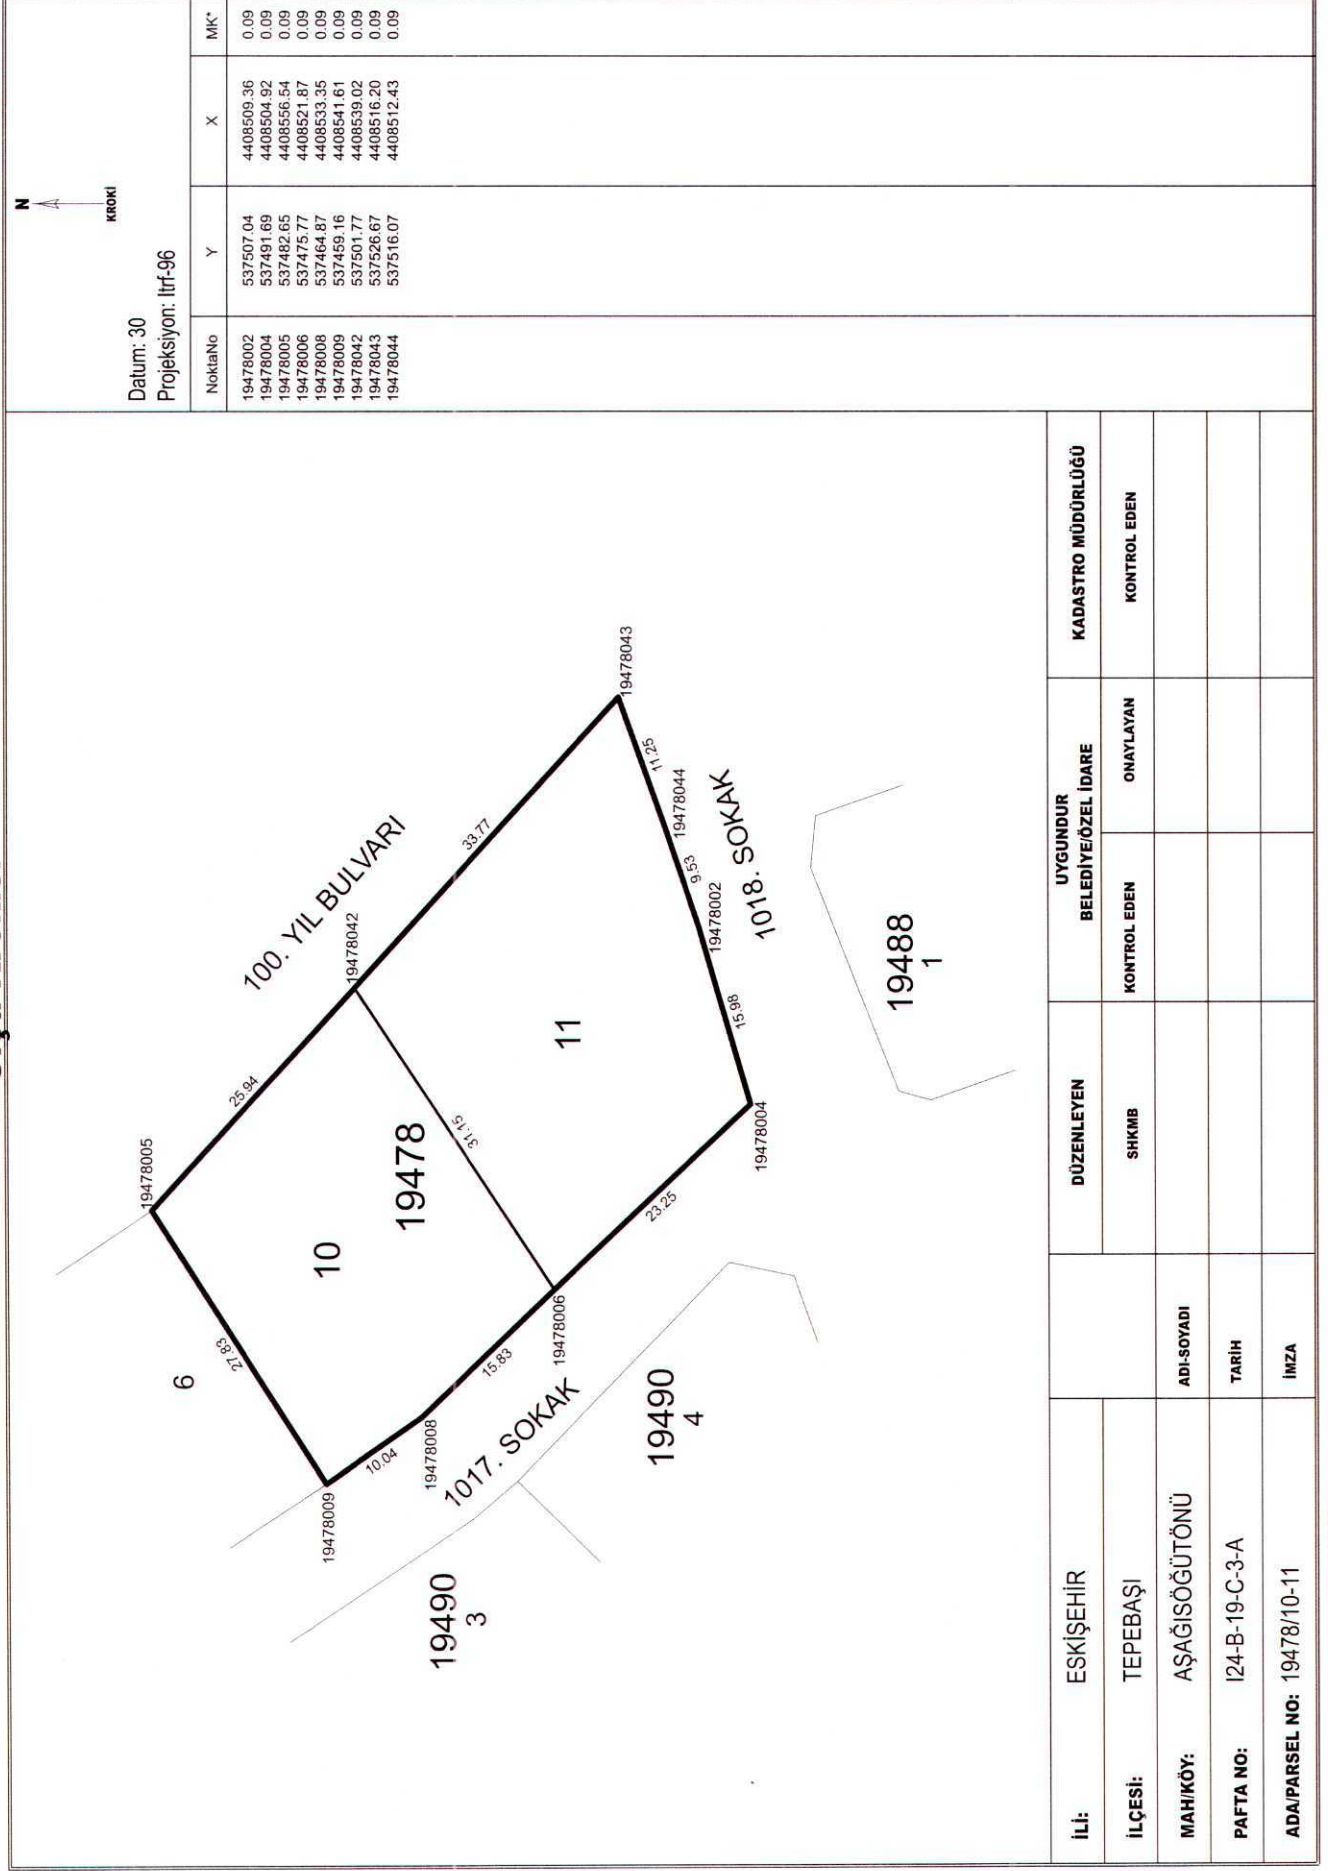 N
KROKİ
Datum: 30
Projeksiyon: Itrf-96
NoktaNo Y X MK*
19478002 537507.04 4408509.36 0.09
19478004 537491.69 4408504.92 0.09
19478005 537482.65 4408556.54 0.09
19478006 537475.77 4408521.87 0.09
19478008 537464.87 4408533.35 0.09
19478009 537459.16 4408541.61 0.09
19478042 537501.77 4408539.02 0.09
19478043 537526.67 4408516.20 0.09
19478044 537516.07 4408512.43 0.09
19478005
6
27.83
25.94
100. YIL BULVARI
10
19478009
19478042
10.04
19478
33.77
19478008
31.15
15.83
1017. SOKAK
19490
3
19478006
11
19478043
11.25
23.25
19478044
9.53
19478002
15.98
1018. SOKAK
19478004
19490
4
19488
1
İLİ: ESKİŞEHİR
İLÇESİ: TEPEBAŞI
MAH/KÖY: AŞAĞISÖĞÜTÖNÜ
PAFTA NO: I24-B-19-C-3-A
ADA/PARSEL NO: 19478/10-11
DÜZENLEYEN
UYGUNDUR
BELEDİYE/ÖZEL İDARE
KADASTRO MÜDÜRLÜĞÜ
SHKMB KONTROL EDEN ONAYLAYAN KONTROL EDEN
ADI-SOYADI
TARİH
İMZA